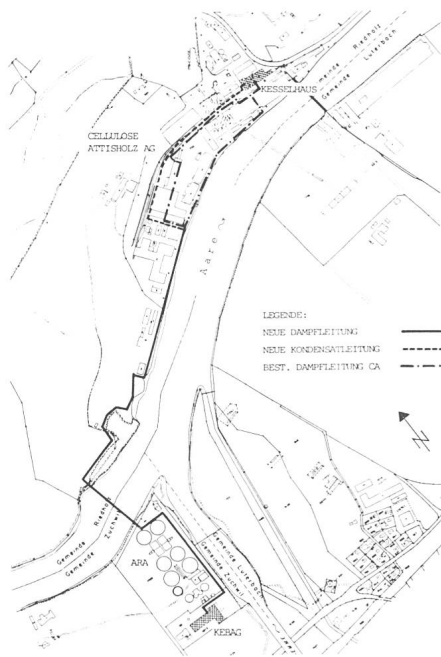 Gemeinde Riedholz
Gemeinde Luterbach
KESSELHAUS
CELLULOSE
ATTISHOLZ AG
Aare
LEGENDE:
NEUE DAMPFLEITUNG
NEUE KONDENSATLEITUNG
BEST. DAMPFLEITUNG CA
N
Gemeinde Riedholz
Gemeinde Zuchwil
Gemeinde Luterbach
Gemeinde Zuchwil
ARA
KEBAG